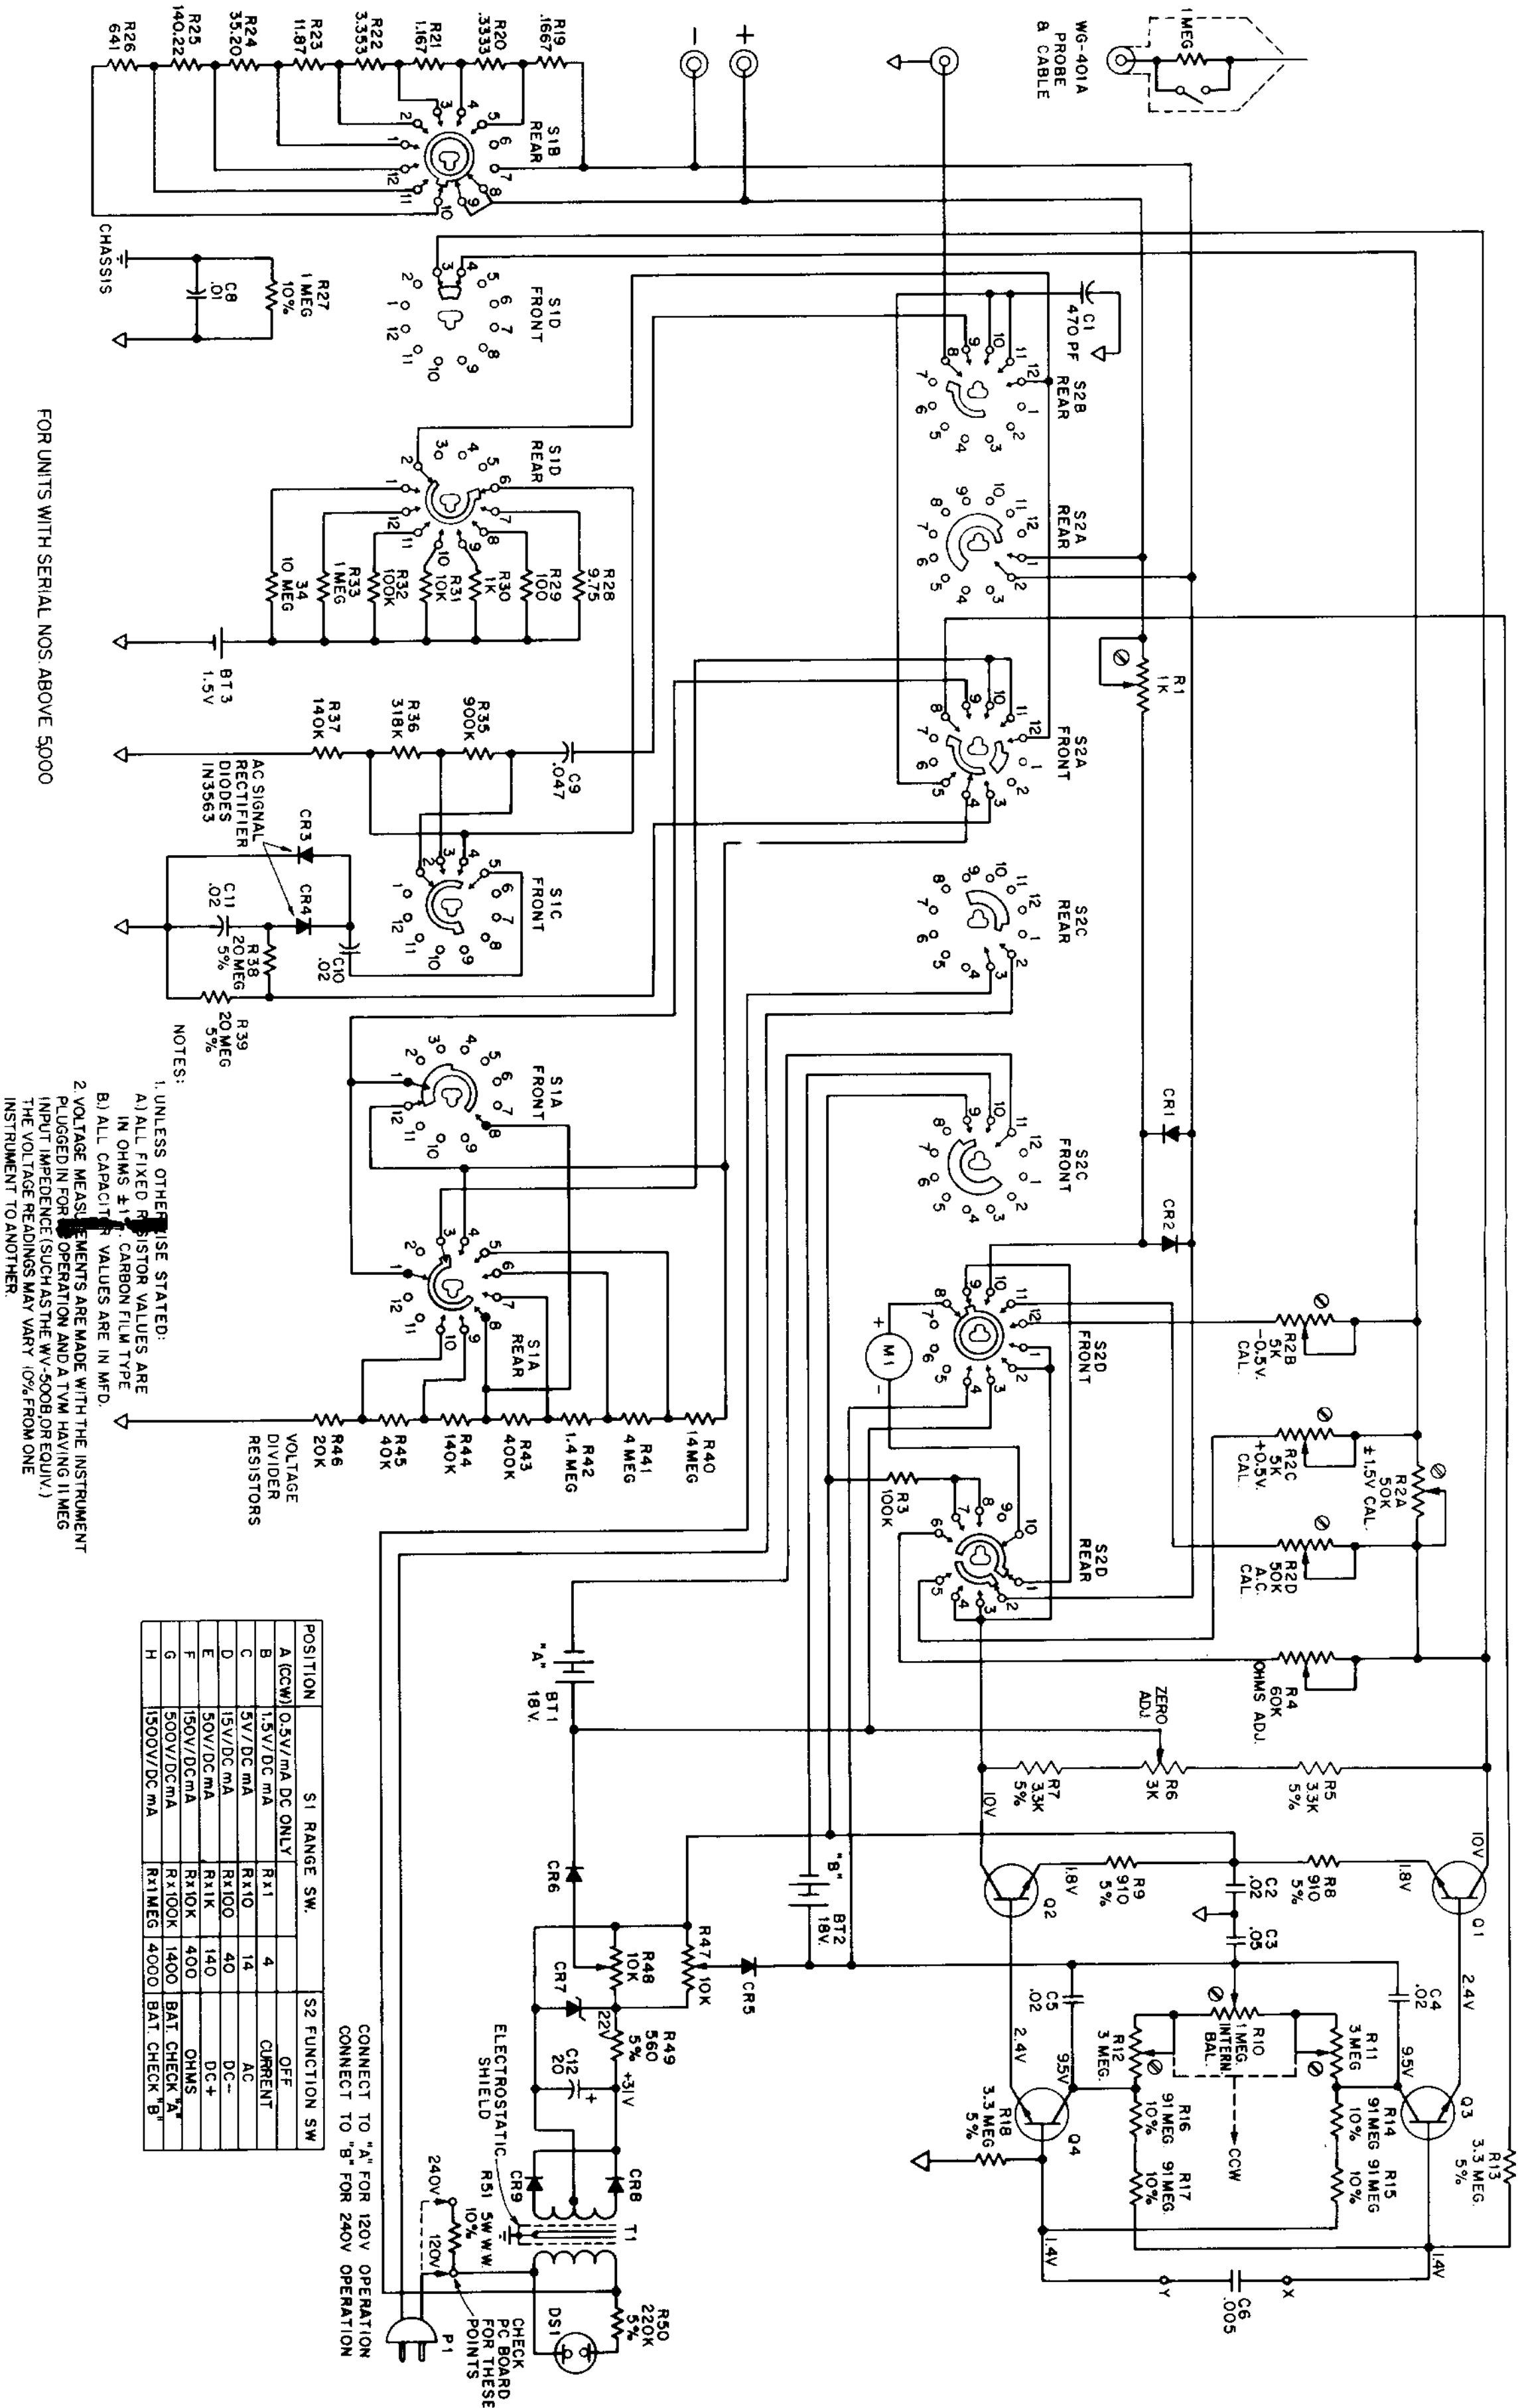 WG-401A
PROBE
& CABLE
1 MEG
+
-
R19
.1667
R20
.3333
R21
1.167
R22
3.353
R23
11.87
R24
35.20
R25
140.22
R26
641
S1B
REAR
CHASSIS
R27
1 MEG
10%
C8
.01
S1D
FRONT
C1
470 PF
S2B
REAR
S2A
REAR
S1D
REAR
R28
9.75
R29
100
R30
1K
R31
10K
R32
100K
R33
1 MEG
34
10 MEG
BT3
1.5V
R1
1K
S2A
FRONT
C9
.047
R35
900K
R36
318K
R37
140K
S1C
FRONT
AC SIGNAL
RECTIFIER
DIODES
IN3563
CR3
CR4
C10
.02
C11
.02
R38
20 MEG
5%
R39
20 MEG
5%
S2C
REAR
S2C
FRONT
S1A
FRONT
S1A
REAR
CR1
CR2
S2D
FRONT
+ M1 -
S2D
REAR
R3
100K
R2B
5K
-0.5V.
CAL.
R2C
5K
+0.5V.
CAL.
R2A
50K
±1.5V CAL.
R2D
50K
A.C.
CAL.
R4
60K
OHMS ADJ.
R40
14 MEG
R41
4 MEG
R42
1.4 MEG
R43
400K
R44
140K
R45
40K
R46
20K
VOLTAGE
DIVIDER
RESISTORS
"A"
BT1
18V.
"B"
BT2
18V.
ZERO
ADJ.
R5
3.3K
5%
R6
3K
R7
3.3K
5%
10V
10V
Q1
Q2
1.8V
1.8V
R8
910
5%
R9
910
5%
C2
.02
C3
.05
2.4V
2.4V
C4
.02
C5
.02
R10
1 MEG.
INTERN.
BAL.
CCW
R11
3 MEG
R12
3 MEG.
9.5V
9.5V
Q3
Q4
R13
3.3 MEG.
5%
R14
91 MEG
10%
R15
91 MEG
10%
R16
91 MEG.
10%
R17
91 MEG.
10%
R18
3.3 MEG
5%
1.4V
1.4V
X
C6
.005
Y
CR5
CR6
CR7
R47
10K
R48
10K
22V
R49
560
5%
+31V
C12
20
+
CR8
CR9
ELECTROSTATIC
SHIELD
T1
R50
220K
5%
DS1
R51
5W W.W.
10%
240V
120V
P1
CHECK
PC BOARD
FOR THESE
POINTS
CONNECT TO "A" FOR 120V OPERATION
CONNECT TO "B" FOR 240V OPERATION
POSITION S1 RANGE SW. S2 FUNCTION SW
A (CCW) 0.5V/mA DC ONLY OFF
B 1.5V/DC mA Rx1 4 CURRENT
C 5V/DC mA Rx10 14 AC
D 15V/DC mA Rx100 40 DC-
E 50V/DC mA Rx1K 140 DC+
F 150V/DC mA Rx10K 400 OHMS
G 500V/DC mA Rx100K 1400 BAT. CHECK "A"
H 1500V/DC mA Rx1MEG 4000 BAT. CHECK "B"
NOTES:
1. UNLESS OTHERWISE STATED:
A) ALL FIXED RESISTOR VALUES ARE
IN OHMS ±1%, CARBON FILM TYPE
B.) ALL CAPACITOR VALUES ARE IN MFD.
2. VOLTAGE MEASUREMENTS ARE MADE WITH THE INSTRUMENT
PLUGGED IN FOR OPERATION AND A TVM HAVING 11 MEG
INPUT IMPEDENCE (SUCH AS THE WV-500B, OR EQUIV.)
THE VOLTAGE READINGS MAY VARY 10% FROM ONE
INSTRUMENT TO ANOTHER.
FOR UNITS WITH SERIAL NOS. ABOVE 5,000